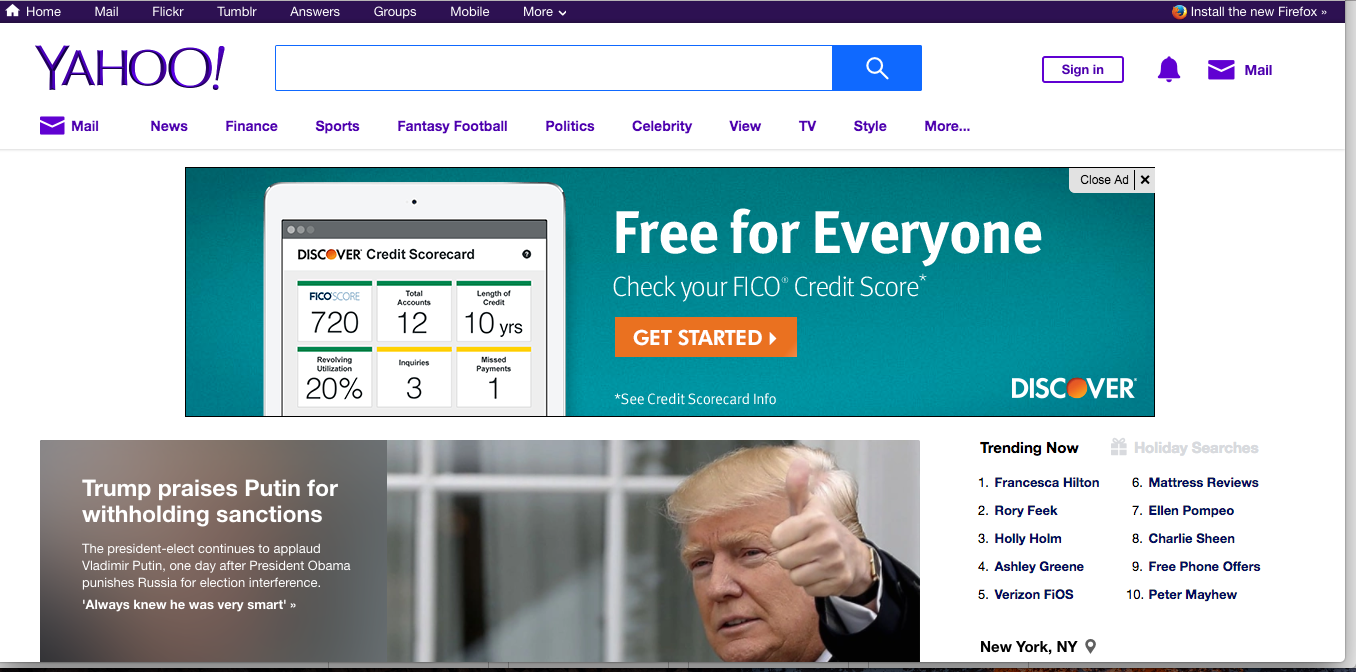 Home Mail Flickr Tumblr Answers Groups Mobile More Install the new Firefox »
YAHOO!
Sign in
Mail
Mail News Finance Sports Fantasy Football Politics Celebrity View TV Style More...
Close Ad ✕
DISCOVER® Credit Scorecard ?
FICO® SCORE
720
Total
Accounts
12
Length of
Credit
10 yrs
Revolving
Utilization
20%
Inquiries
3
Missed
Payments
1
Free for Everyone
Check your FICO® Credit Score*
GET STARTED
*See Credit Scorecard Info
DISCOVER®
Trump praises Putin for
withholding sanctions
The president-elect continues to applaud
Vladimir Putin, one day after President Obama
punishes Russia for election interference.
'Always knew he was very smart' »
Trending Now Holiday Searches
1. Francesca Hilton
2. Rory Feek
3. Holly Holm
4. Ashley Greene
5. Verizon FiOS
6. Mattress Reviews
7. Ellen Pompeo
8. Charlie Sheen
9. Free Phone Offers
10. Peter Mayhew
New York, NY